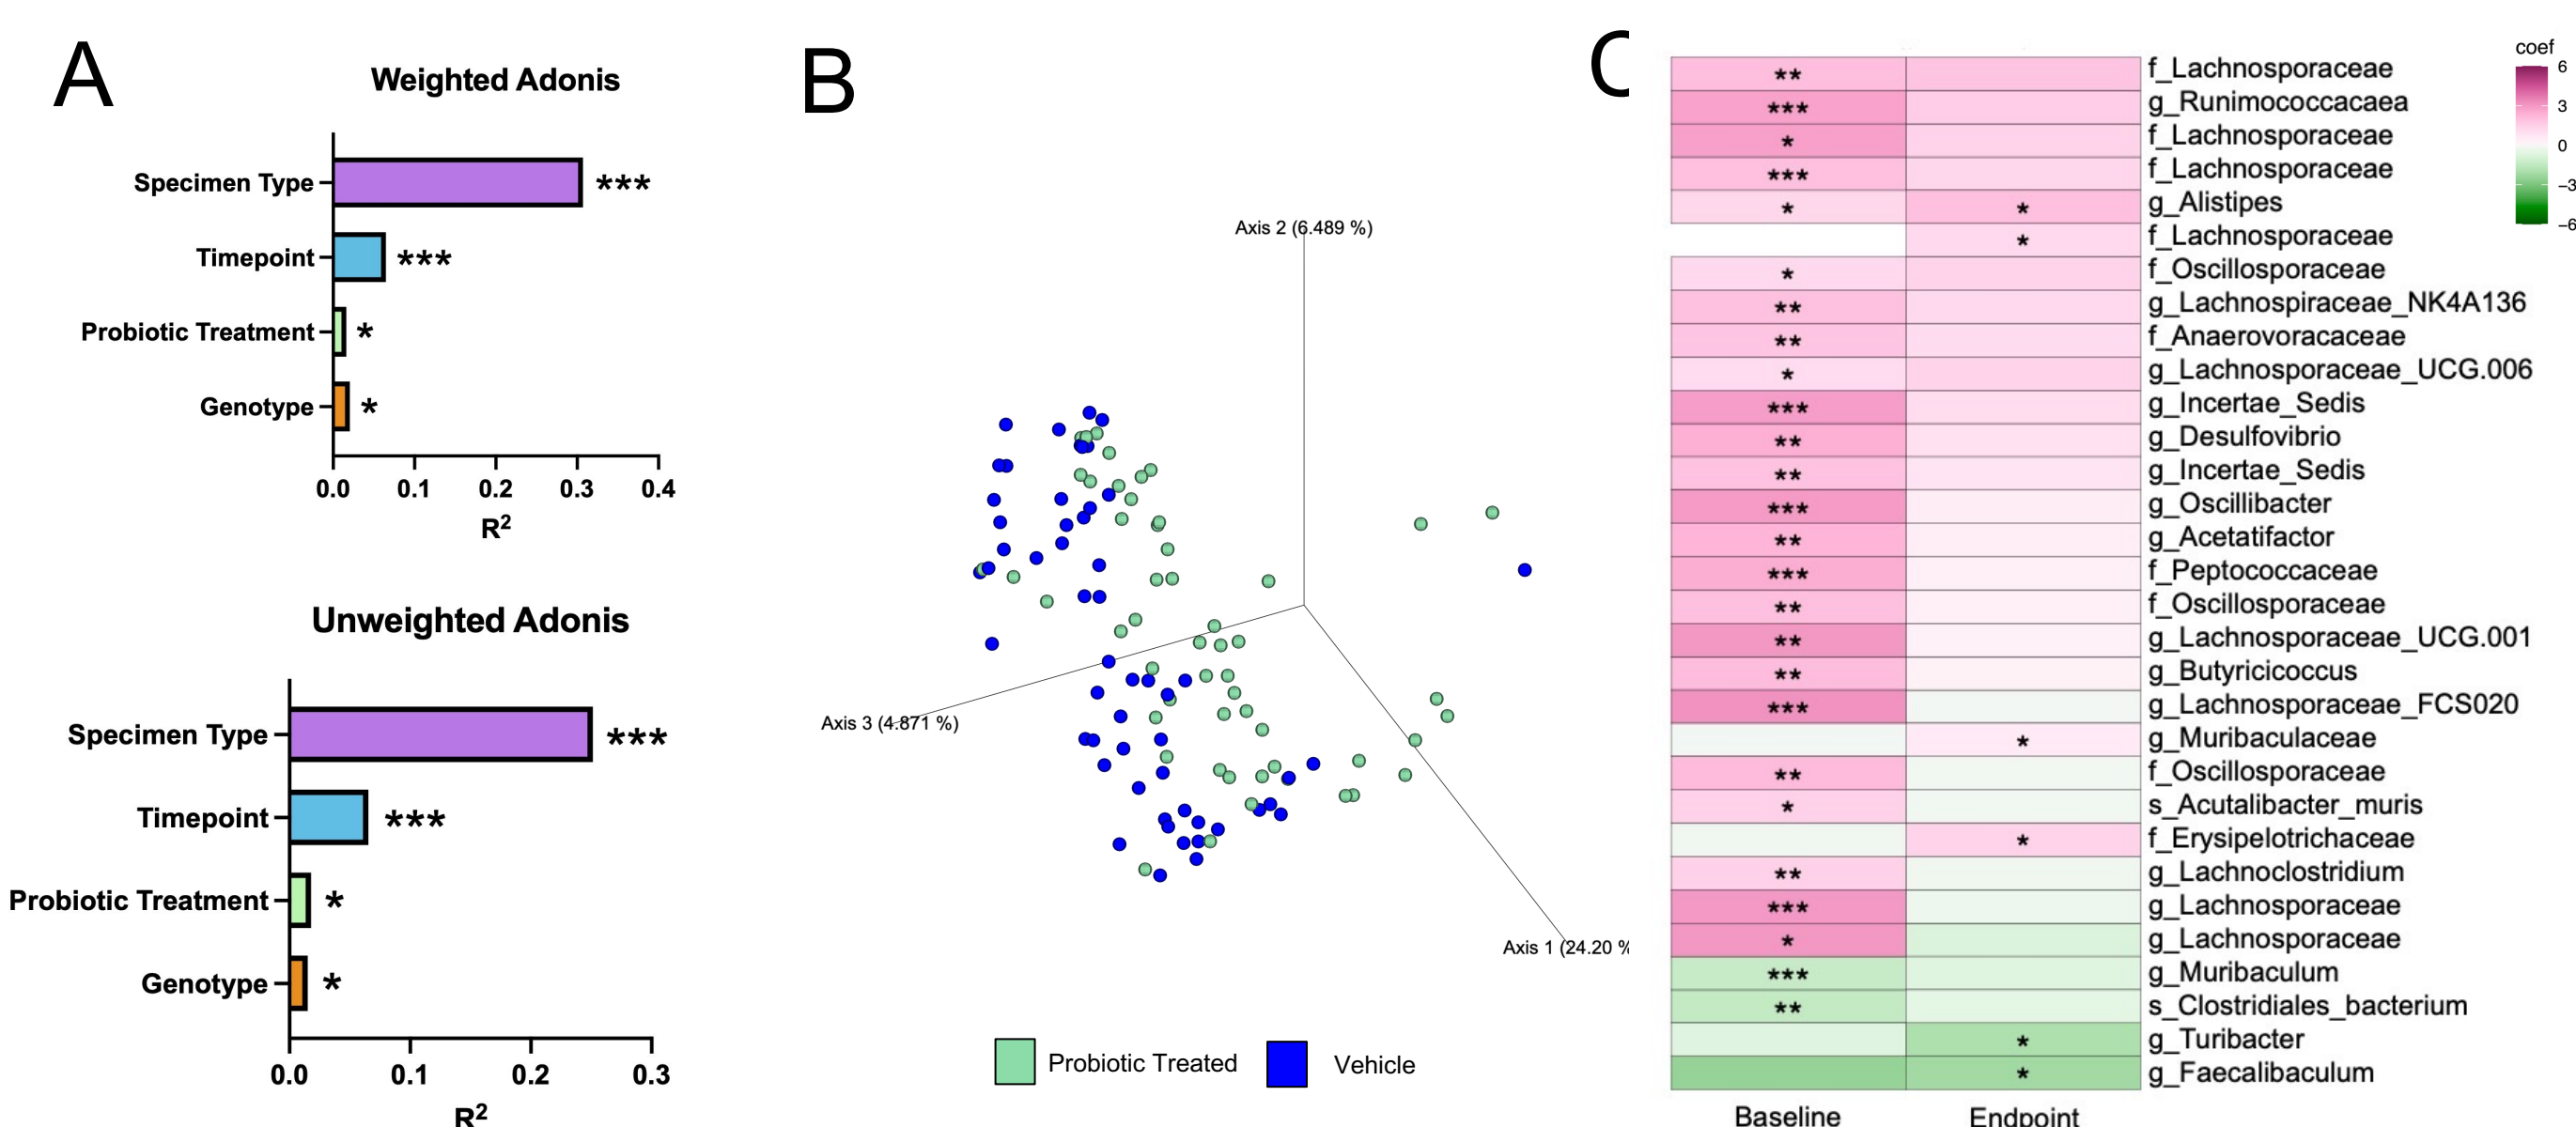 A
Weighted Adonis
Specimen Type ***
Timepoint ***
Probiotic Treatment *
Genotype *
0.0 0.1 0.2 0.3 0.4
R²
Unweighted Adonis
Specimen Type ***
Timepoint ***
Probiotic Treatment *
Genotype *
0.0 0.1 0.2 0.3
R²
B
Axis 2 (6.489 %)
Axis 3 (4.871 %)
Axis 1 (24.20 %
Probiotic Treated
Vehicle
C
** f_Lachnosporaceae
*** g_Runimococcacaea
* f_Lachnosporaceae
*** f_Lachnosporaceae
* * g_Alistipes
* f_Lachnosporaceae
* f_Oscillosporaceae
** g_Lachnospiraceae_NK4A136
** f_Anaerovoracaceae
* g_Lachnosporaceae_UCG.006
*** g_Incertae_Sedis
** g_Desulfovibrio
** g_Incertae_Sedis
*** g_Oscillibacter
** g_Acetatifactor
*** f_Peptococcaceae
** f_Oscillosporaceae
** g_Lachnosporaceae_UCG.001
** g_Butyricicoccus
*** g_Lachnosporaceae_FCS020
* g_Muribaculaceae
** f_Oscillosporaceae
* s_Acutalibacter_muris
* f_Erysipelotrichaceae
** g_Lachnoclostridium
*** g_Lachnosporaceae
* g_Lachnosporaceae
*** g_Muribaculum
** s_Clostridiales_bacterium
* g_Turibacter
* g_Faecalibaculum
Baseline Endpoint
coef
6
3
0
−3
−6